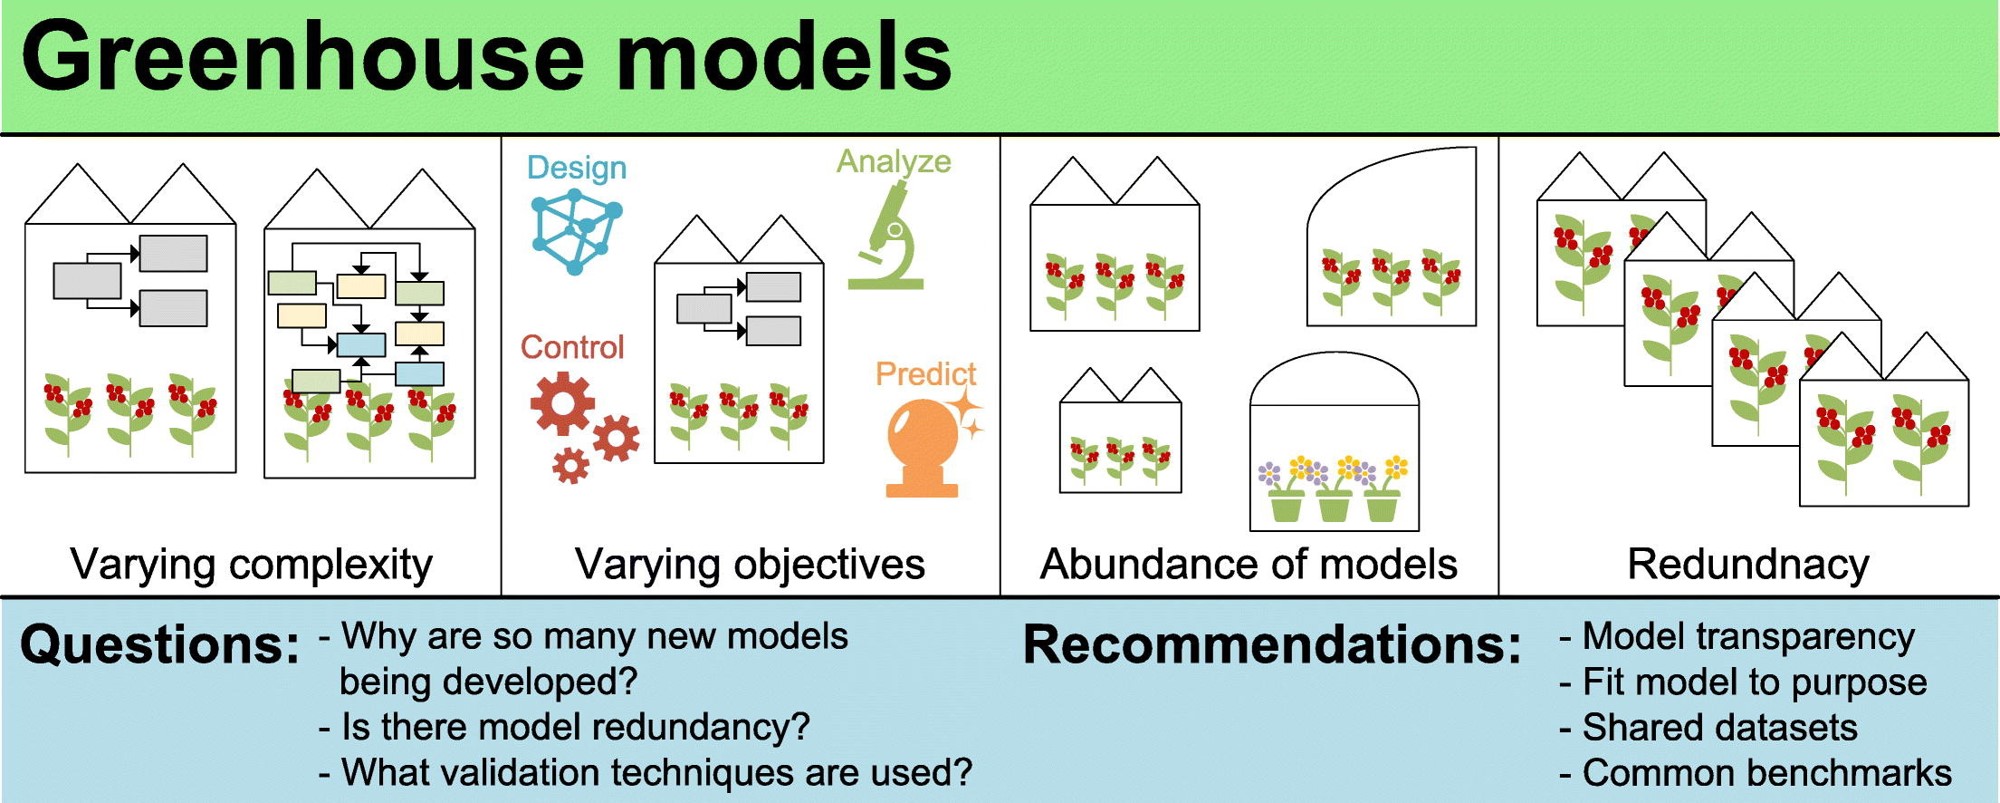 Greenhouse models
Design
Analyze
Control
Predict
Varying complexity
Varying objectives
Abundance of models
Redundnacy
Questions:
- Why are so many new models
being developed?
- Is there model redundancy?
- What validation techniques are used?
Recommendations:
- Model transparency
- Fit model to purpose
- Shared datasets
- Common benchmarks